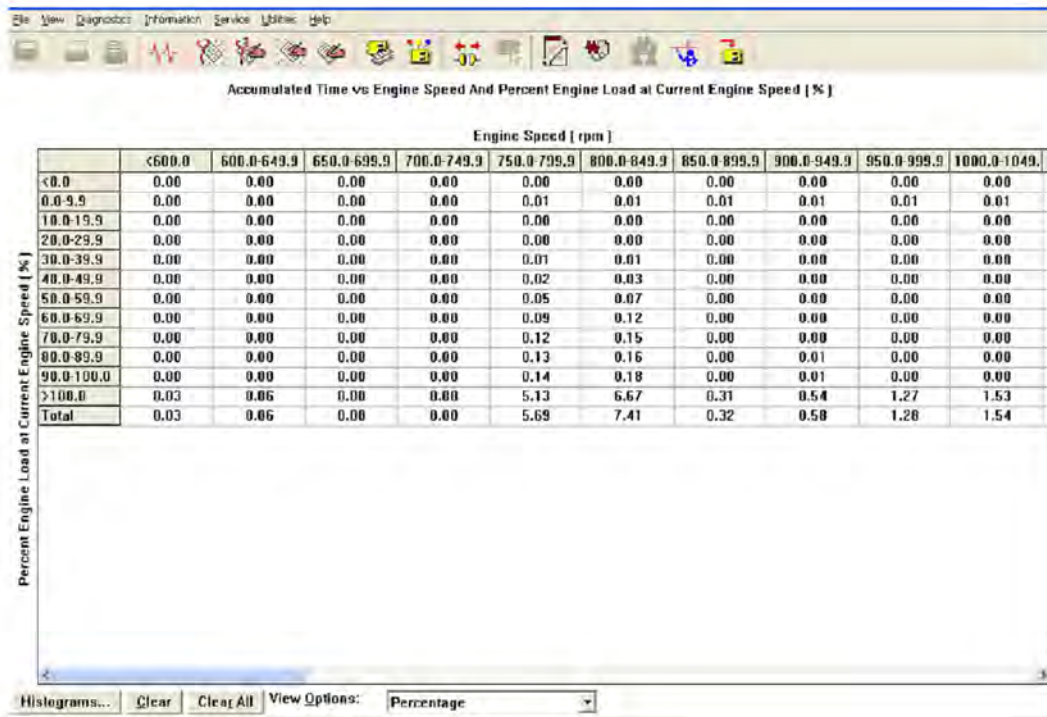 File View Diagnostics Information Service Utilities Help
Accumulated Time vs Engine Speed And Percent Engine Load at Current Engine Speed [ % ]
Engine Speed [ rpm ]
<600.0 600.0-649.9 650.0-699.9 700.0-749.9 750.0-799.9 800.0-849.9 850.0-899.9 900.0-949.9 950.0-999.9 1000.0-1049.
<0.0 0.00 0.00 0.00 0.00 0.00 0.00 0.00 0.00 0.00 0.00
0.0-9.9 0.00 0.00 0.00 0.00 0.01 0.01 0.01 0.01 0.01 0.01
10.0-19.9 0.00 0.00 0.00 0.00 0.00 0.00 0.00 0.00 0.00 0.00
20.0-29.9 0.00 0.00 0.00 0.00 0.00 0.00 0.00 0.00 0.00 0.00
30.0-39.9 0.00 0.00 0.00 0.00 0.01 0.01 0.00 0.00 0.00 0.00
40.0-49.9 0.00 0.00 0.00 0.00 0.02 0.03 0.00 0.00 0.00 0.00
50.0-59.9 0.00 0.00 0.00 0.00 0.05 0.07 0.00 0.00 0.00 0.00
60.0-69.9 0.00 0.00 0.00 0.00 0.09 0.12 0.00 0.00 0.00 0.00
70.0-79.9 0.00 0.00 0.00 0.00 0.12 0.15 0.00 0.00 0.00 0.00
80.0-89.9 0.00 0.00 0.00 0.00 0.13 0.16 0.00 0.01 0.00 0.00
90.0-100.0 0.00 0.00 0.00 0.00 0.14 0.18 0.00 0.01 0.00 0.00
>100.0 0.03 0.06 0.00 0.00 5.13 6.67 0.31 0.54 1.27 1.53
Total 0.03 0.06 0.00 0.00 5.69 7.41 0.32 0.58 1.28 1.54
Percent Engine Load at Current Engine Speed [ % ]
Histograms... Clear Clear All View Options: Percentage